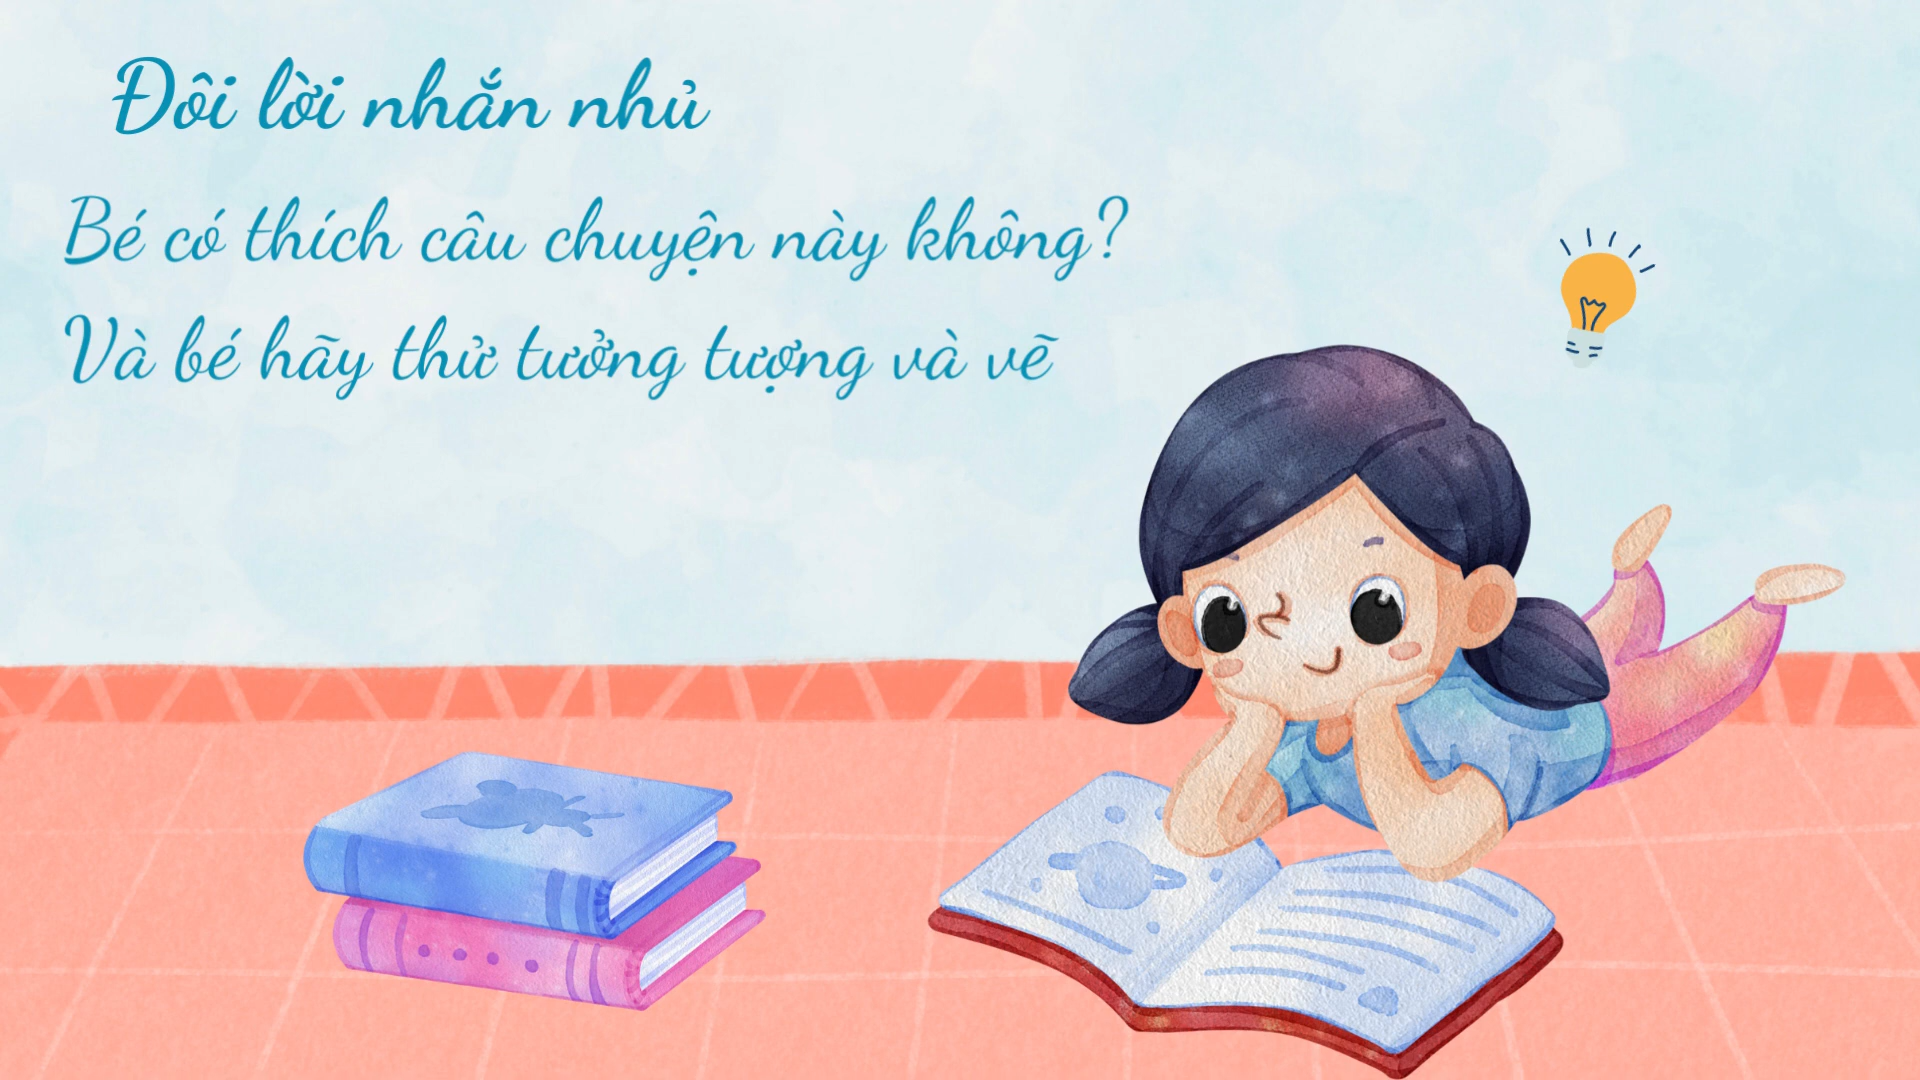 Đôi lời nhắn nhủ
Bé có thích câu chuyện này không?
Và bé hãy thử tưởng tượng và vẽ